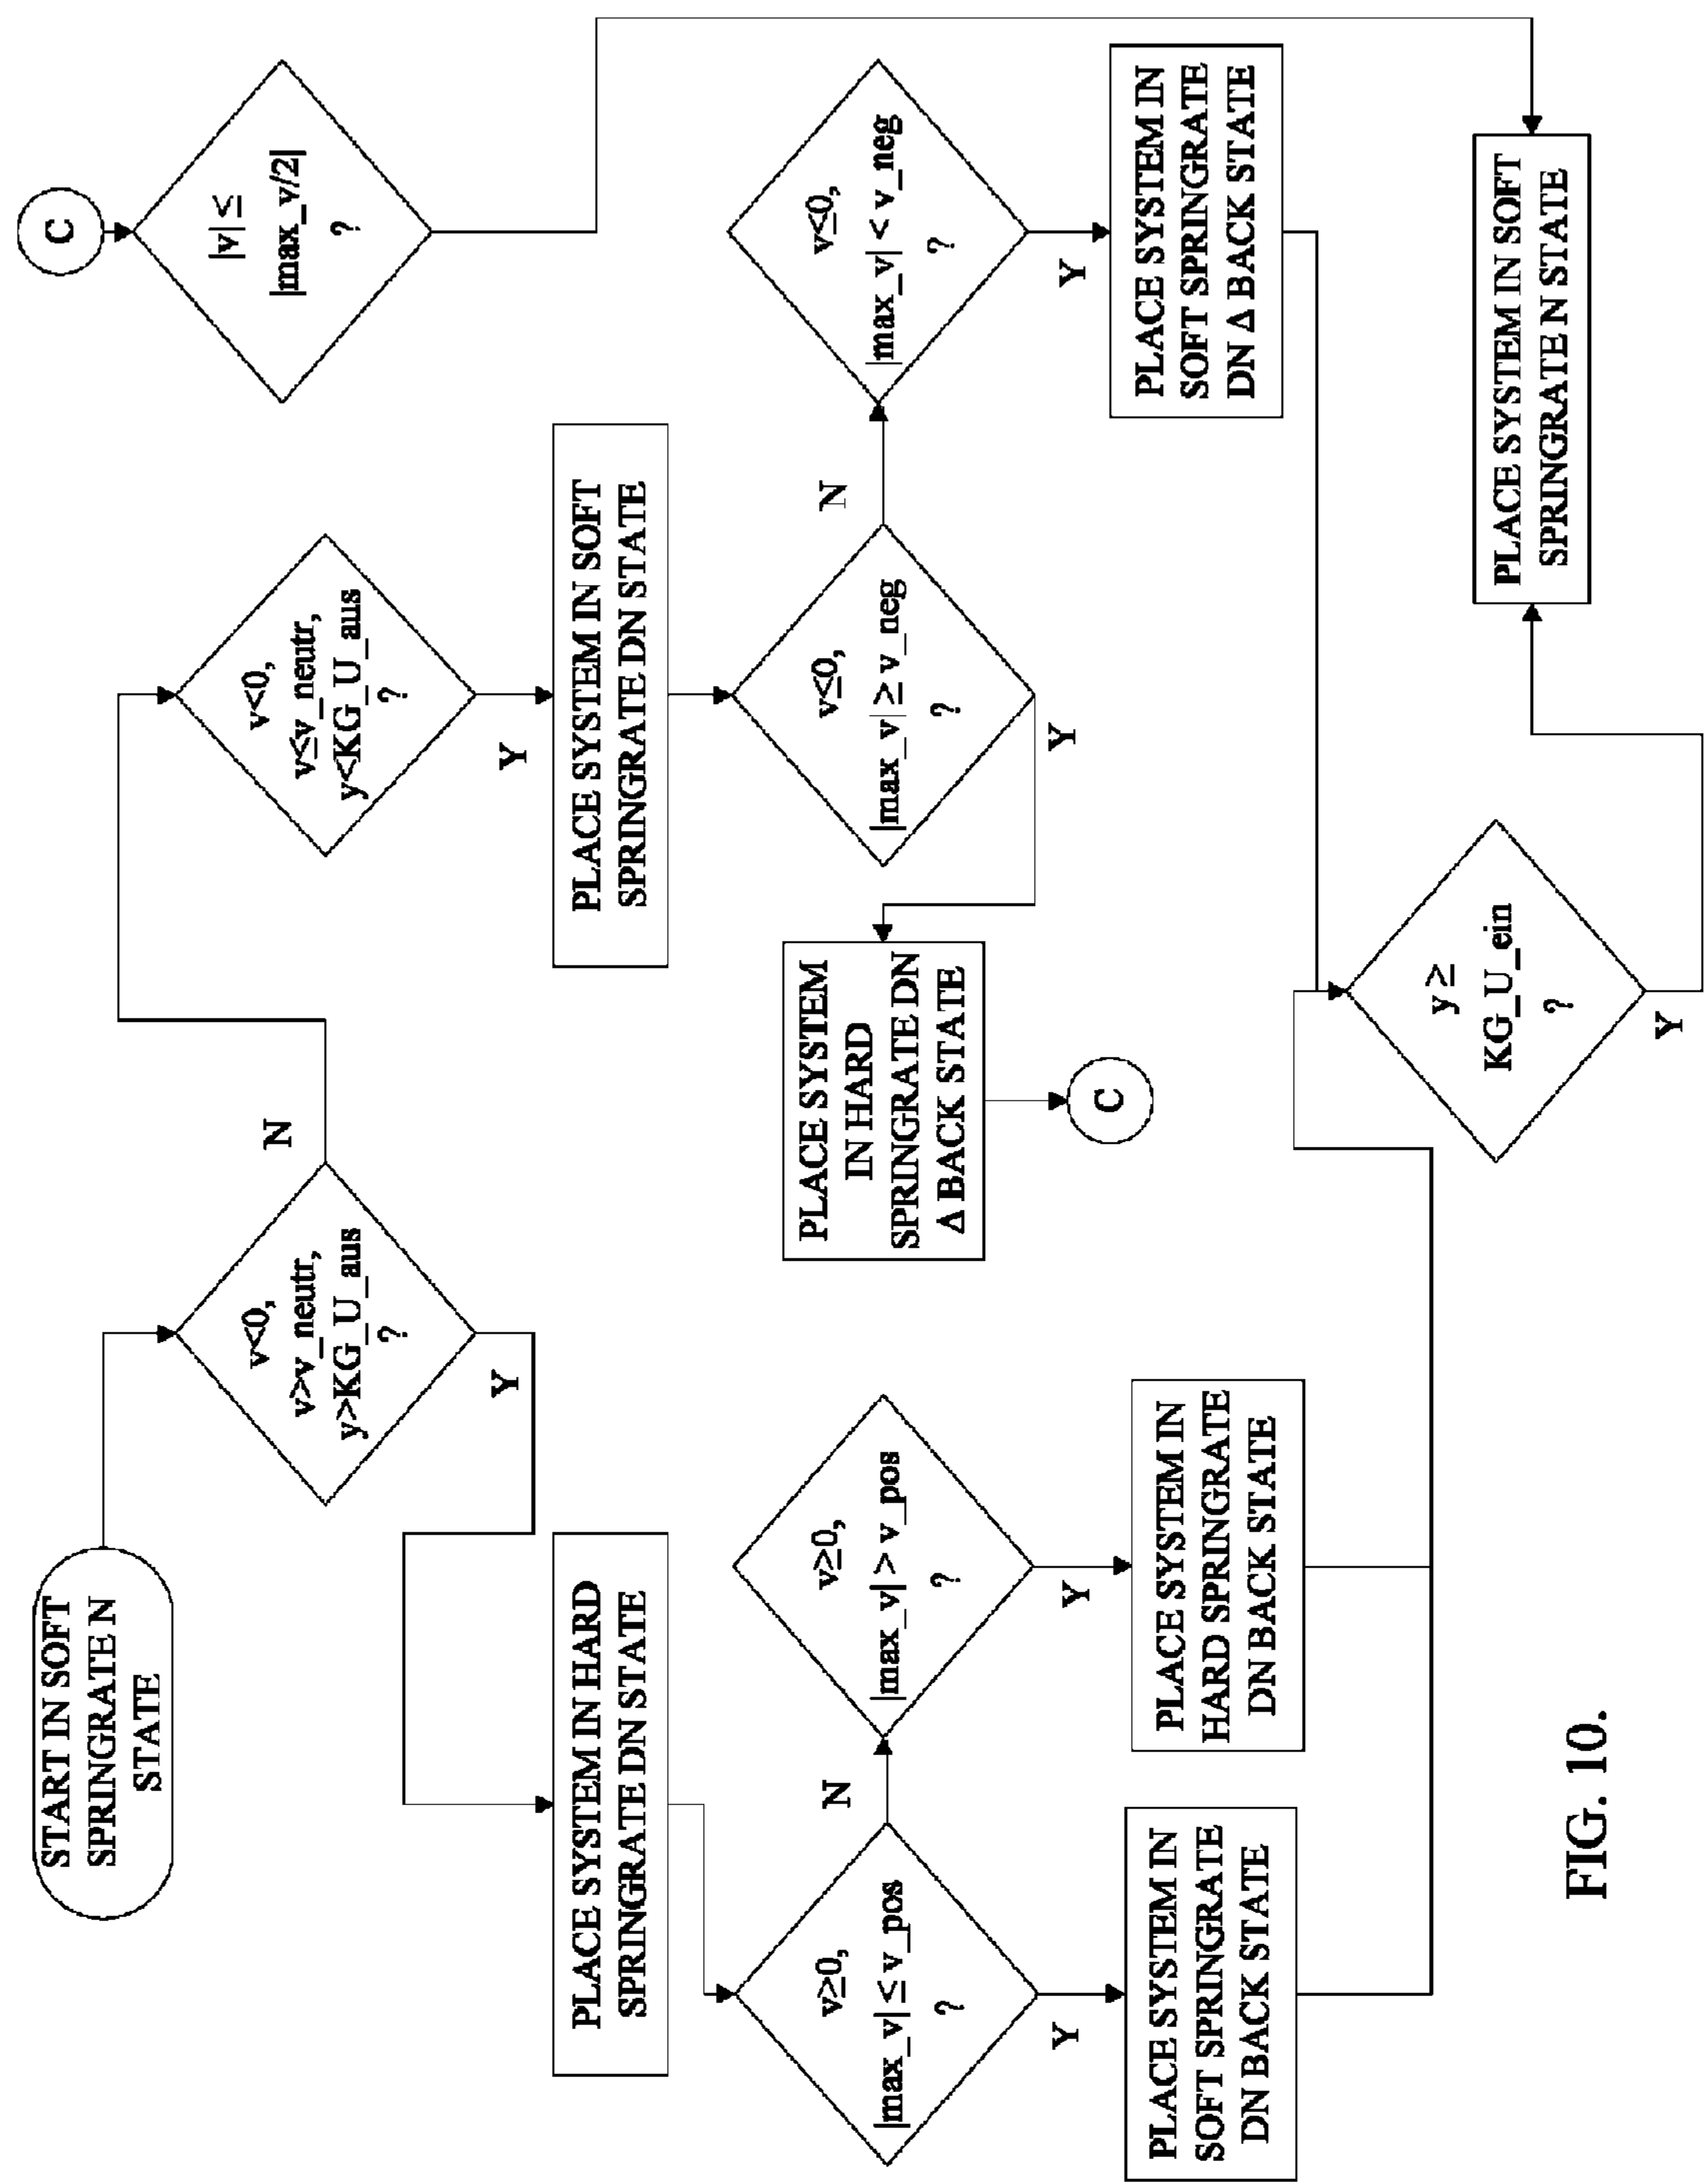 START IN SOFT
SPRINGRATE N
STATE
v<0,
v>v_neutr,
y>KG_U_aus
?
N
Y
v<0,
v≤v_neutr,
y<KG_U_aus
?
Y
C
|v| ≤
|max_v/2|
?
PLACE SYSTEM IN HARD
SPRINGRATE DN STATE
PLACE SYSTEM IN SOFT
SPRINGRATE DN STATE
v≥0,
|max_v| ≤ v_pos
?
N
Y
v≥0,
|max_v| > v_pos
?
Y
PLACE SYSTEM
IN HARD
SPRINGRATE DN
Δ BACK STATE
C
v≤0,
|max_v| ≥ v_neg
?
N
Y
v≤0,
|max_v| < v_neg
?
Y
PLACE SYSTEM IN
SOFT SPRINGRATE
DN BACK STATE
PLACE SYSTEM IN
HARD SPRINGRATE
DN BACK STATE
PLACE SYSTEM IN
SOFT SPRINGRATE
DN Δ BACK STATE
y ≥
KG_U_ein
?
Y
PLACE SYSTEM IN SOFT
SPRINGRATE N STATE
FIG. 10.